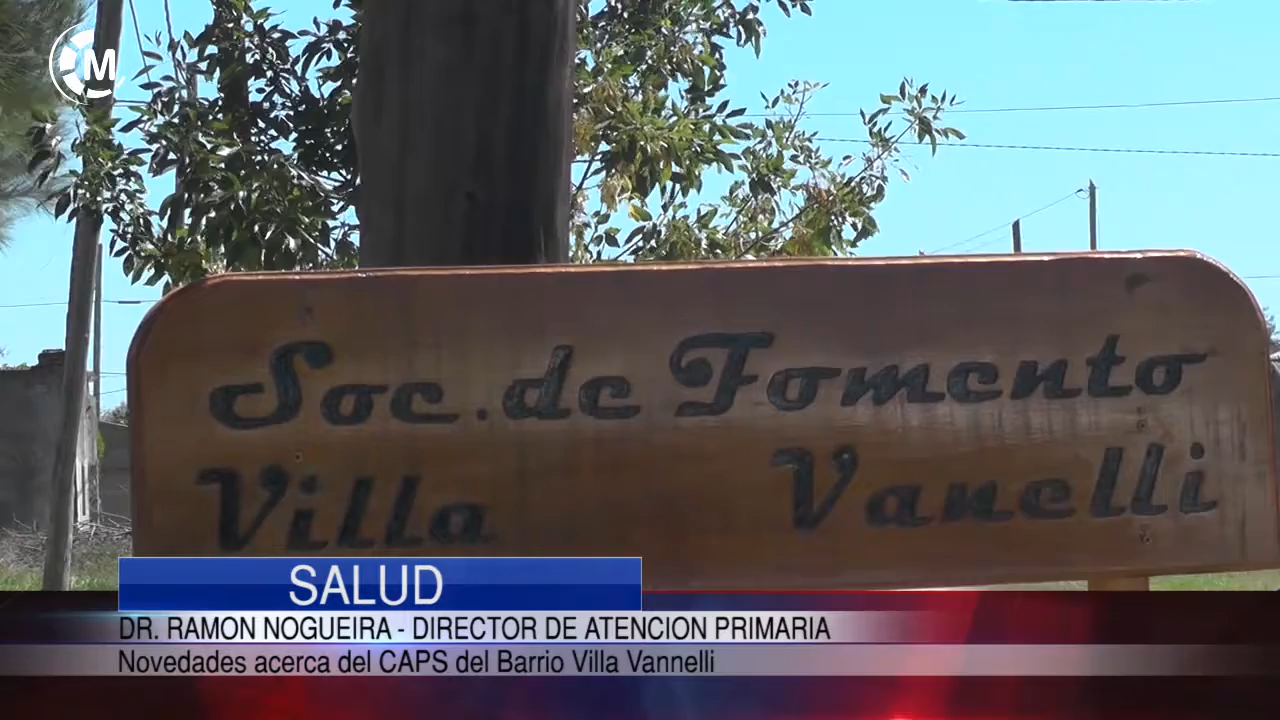 M
Soc. de Fomento
Villa Vanelli
SALUD
DR. RAMON NOGUEIRA - DIRECTOR DE ATENCION PRIMARIA
Novedades acerca del CAPS del Barrio Villa Vannelli